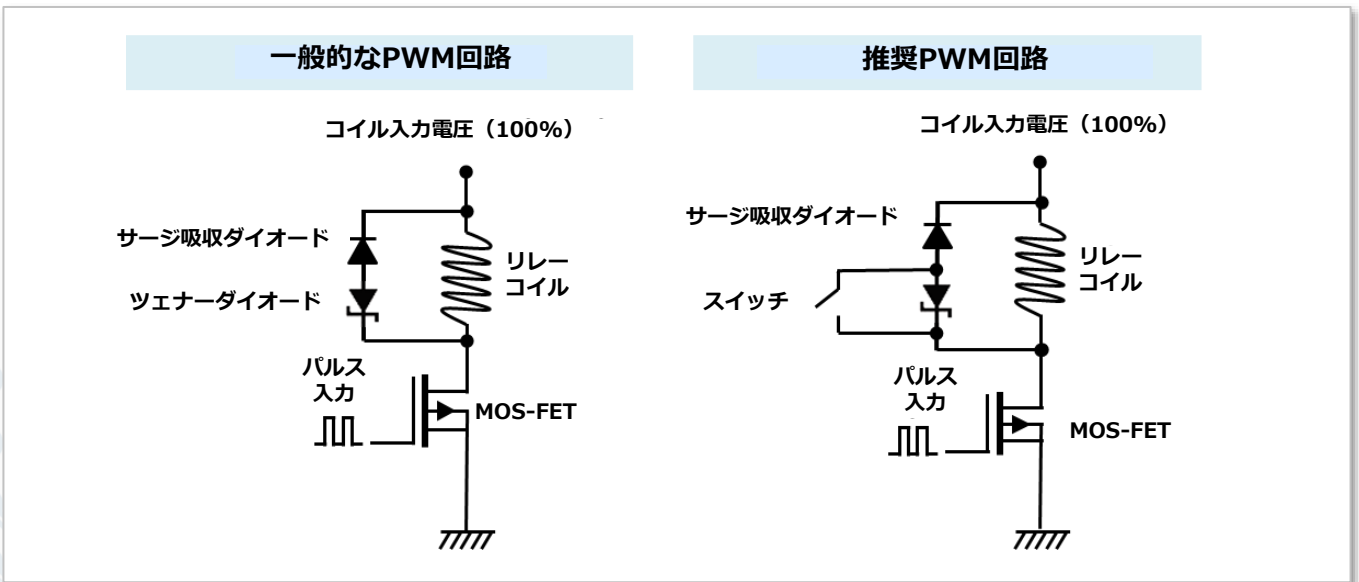 一般的なPWM回路
コイル入力電圧（100%）
サージ吸収ダイオード
ツェナーダイオード
リレー
コイル
パルス
入力
MOS-FET
推奨PWM回路
コイル入力電圧（100%）
サージ吸収ダイオード
スイッチ
リレー
コイル
パルス
入力
MOS-FET